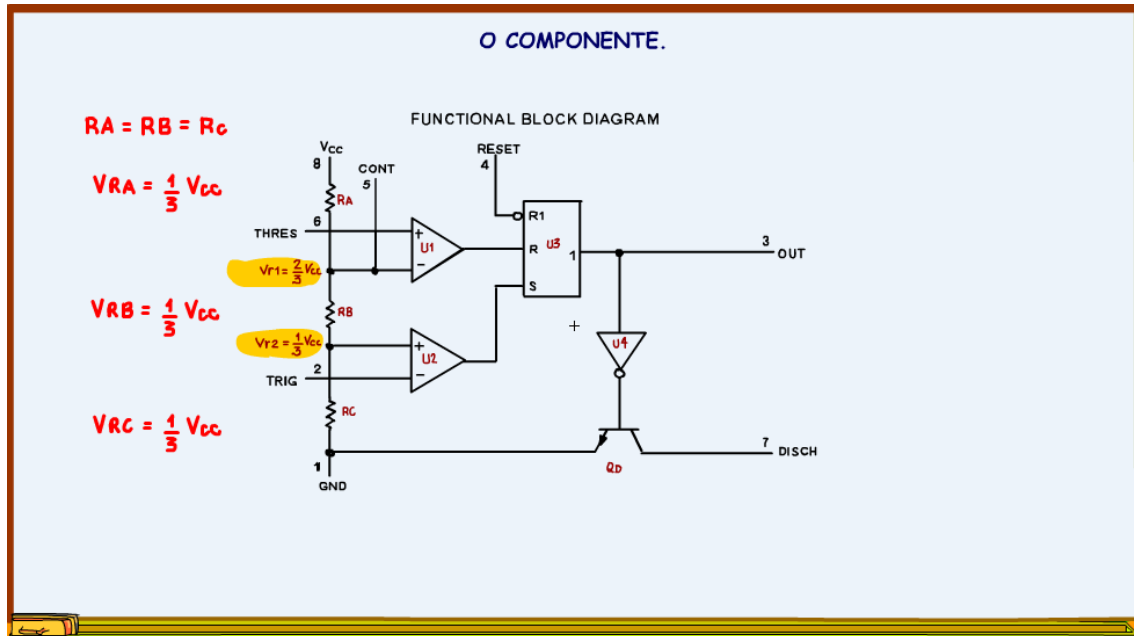 O COMPONENTE.
FUNCTIONAL BLOCK DIAGRAM
RA = RB = RC
VRA = 1/3 VCC
VRB = 1/3 VCC
VRC = 1/3 VCC
VCC
8
CONT
5
RESET
4
RA
6
THRES
+
U1
−
Vr1 = 2/3 VCC
R1
R
U3
1
S
3
OUT
RB
Vr2 = 1/3 VCC
+
U2
−
2
TRIG
U4
RC
1
GND
QD
7
DISCH